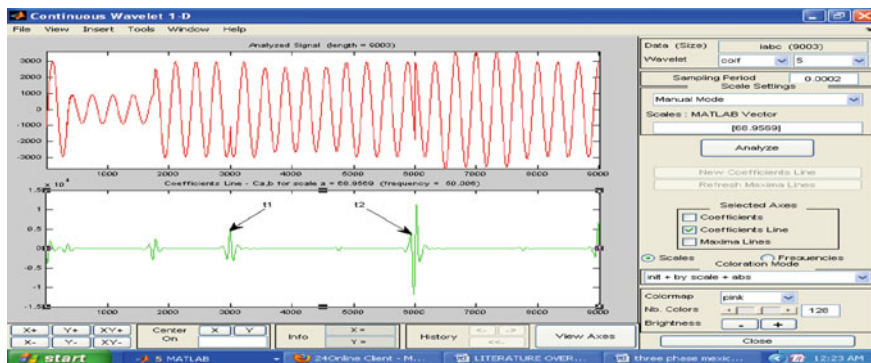 Continuous Wavelet 1-D
File View Insert Tools Window Help
Analyzed Signal (length = 9003)
3000
2000
1000
0
-1000
-2000
-3000
0 1000 2000 3000 4000 5000 6000 7000 8000 9000
x 10^4
Coefficients Line - Ca,b for scale a = 68.9569 (frequency = 50.006)
1.5
1
0.5
0
-0.5
-1
-1.5
t1 t2
0 1000 2000 3000 4000 5000 6000 7000 8000 9000
Data (Size) iabc (9003)
Wavelet coif 5
Sampling Period 0.0002
Scale Settings
Manual Mode
Scales : MATLAB Vector
[68.9569]
Analyze
New Coefficients Line
Refresh Maxima Lines
Selected Axes
Coefficients
Coefficients Line
Maxima Lines
Scales Frequencies
Coloration Mode
init + by scale + abs
Colormap pink
Nb. Colors 128
Brightness - +
Close
X+ Y+ XY+ Center On X Y Info X = History <- -> View Axes
X- Y- XY- Y = <<-
start 5 MATLAB 24Online Client - M... LITERATURE OVER... three phase mexic... 12:23 AM